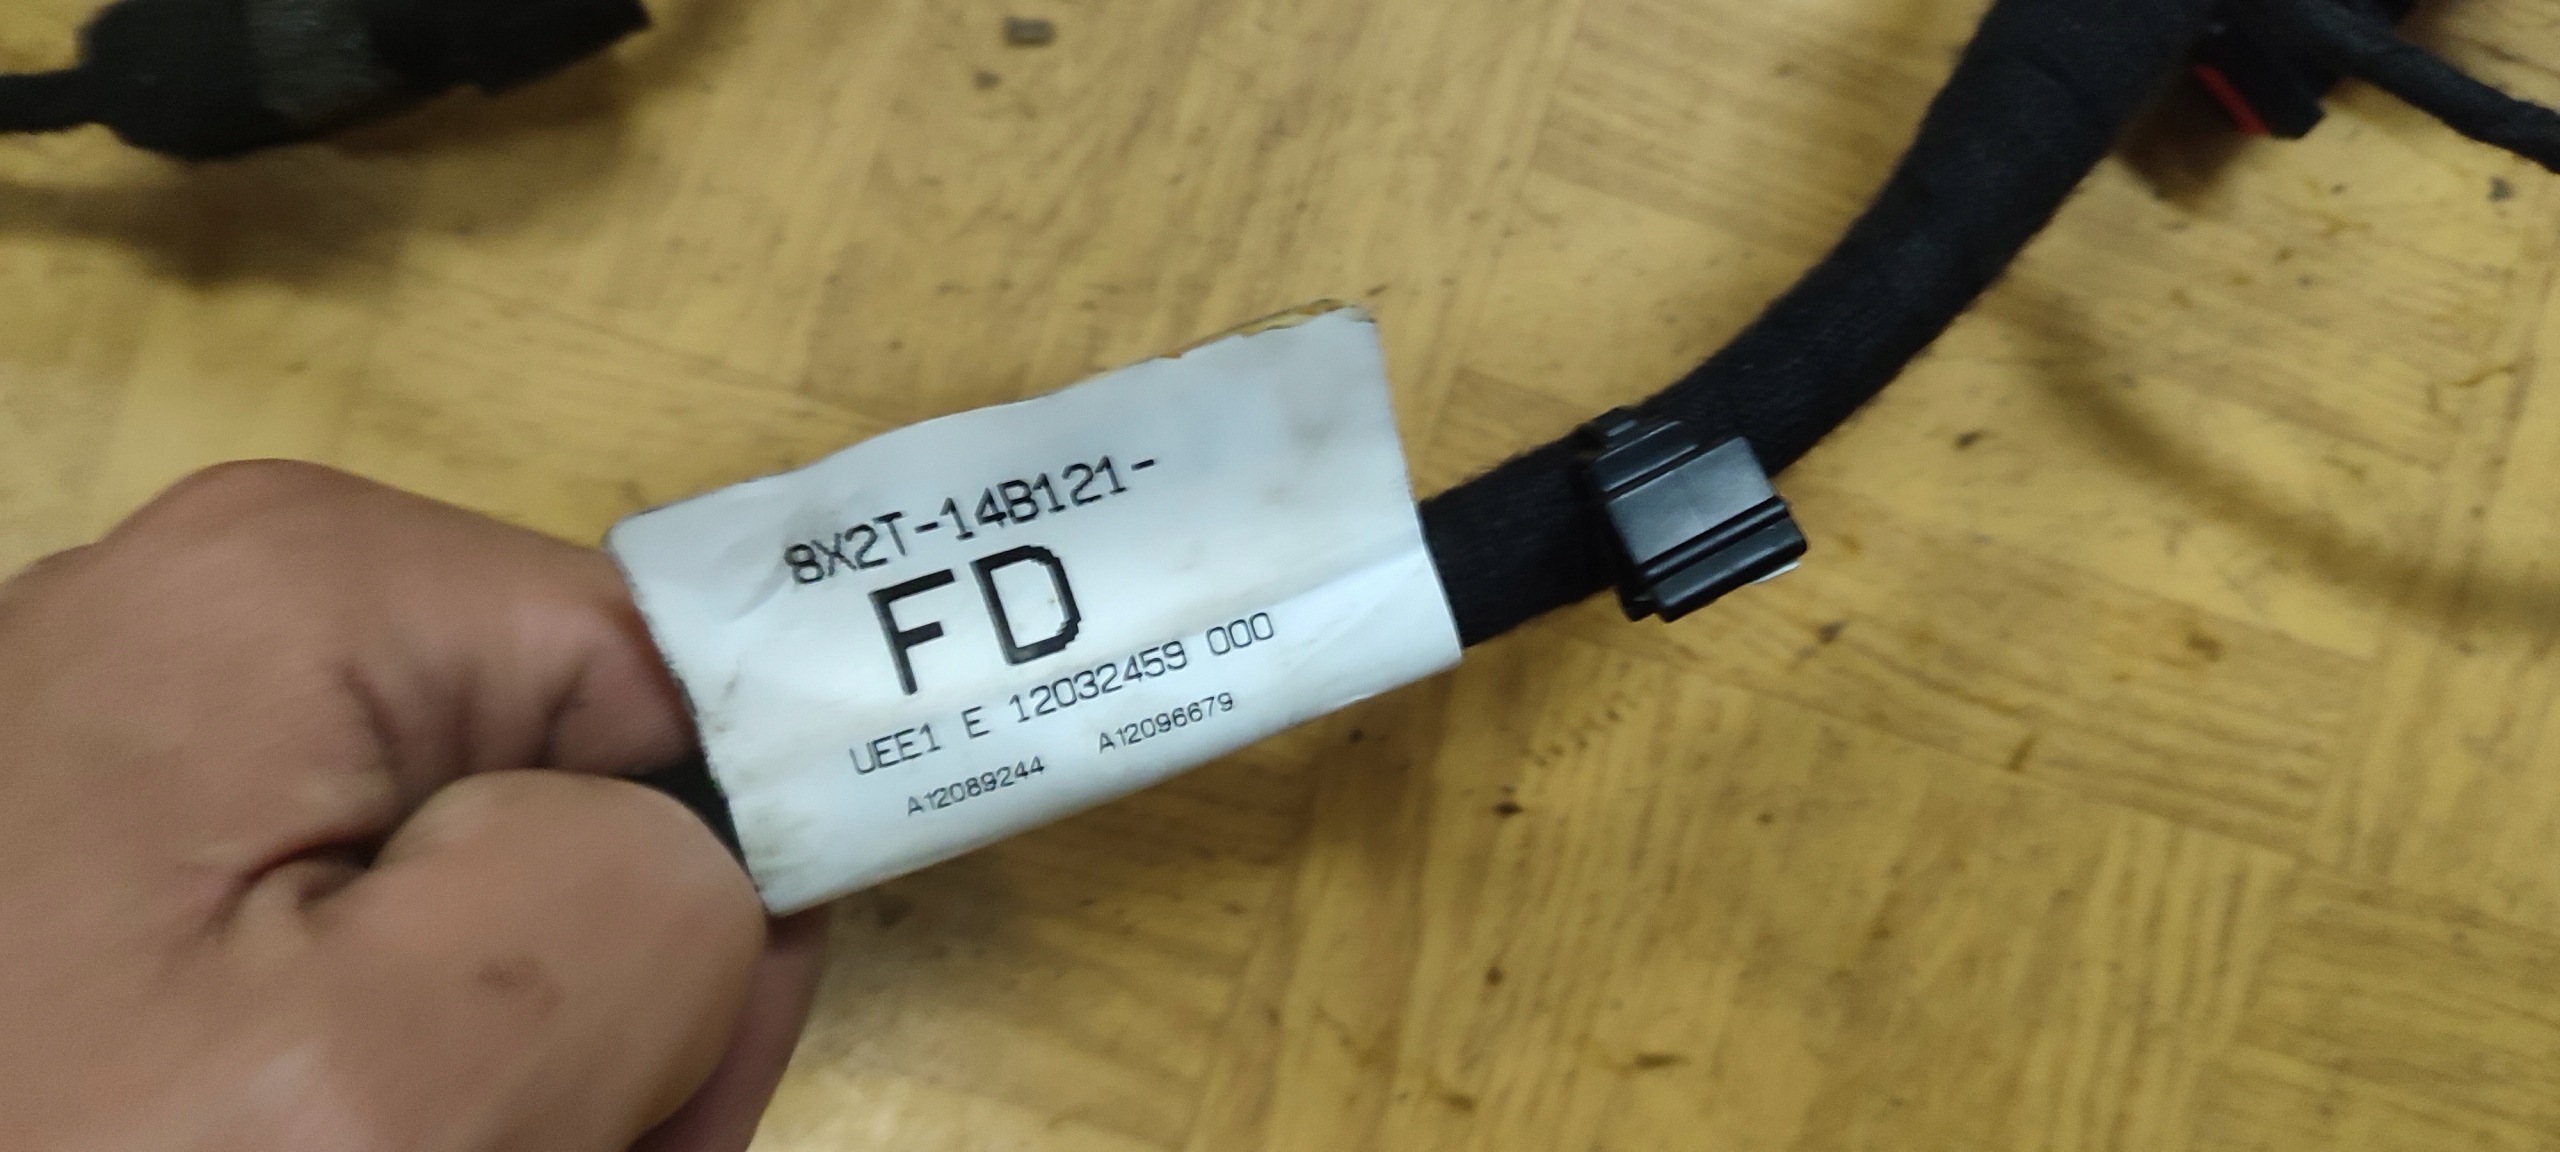 8X2T-14B121-
FD
UEE1 E 12032459 000
A12089244 A12096679